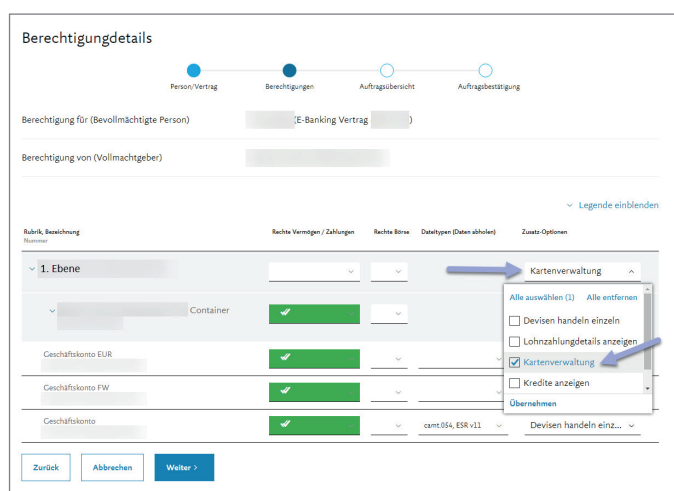 Berechtigungdetails
Person/Vertrag
Berechtigungen
Auftragsübersicht
Auftragsbestätigung
Berechtigung für (Bevollmächtigte Person)
(E-Banking Vertrag )
Berechtigung von (Vollmachtgeber)
Legende einblenden
Rubrik, Bezeichnung
Nummer
Rechte Vermögen / Zahlungen
Rechte Börse
Dateitypen (Daten abholen)
Zusatz-Optionen
1. Ebene
Kartenverwaltung
Alle auswählen (1) Alle entfernen
Devisen handeln einzeln
Lohnzahlungdetails anzeigen
Kartenverwaltung
Kredite anzeigen
Übernehmen
Container
Geschäftskonto EUR
Geschäftskonto FW
Geschäftskonto
camt.054, ESR v11
Devisen handeln einz...
Zurück
Abbrechen
Weiter >